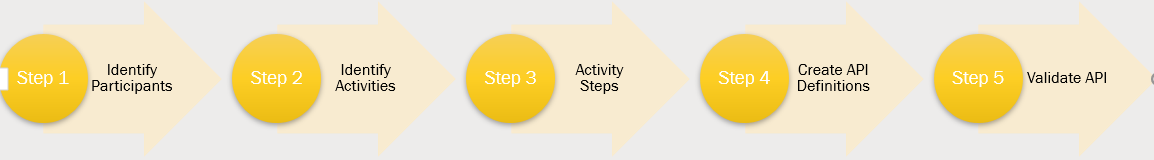 Step 1
Identify
Participants
Step 2
Identify
Activities
Step 3
Activity
Steps
Step 4
Create API
Definitions
Step 5
Validate API